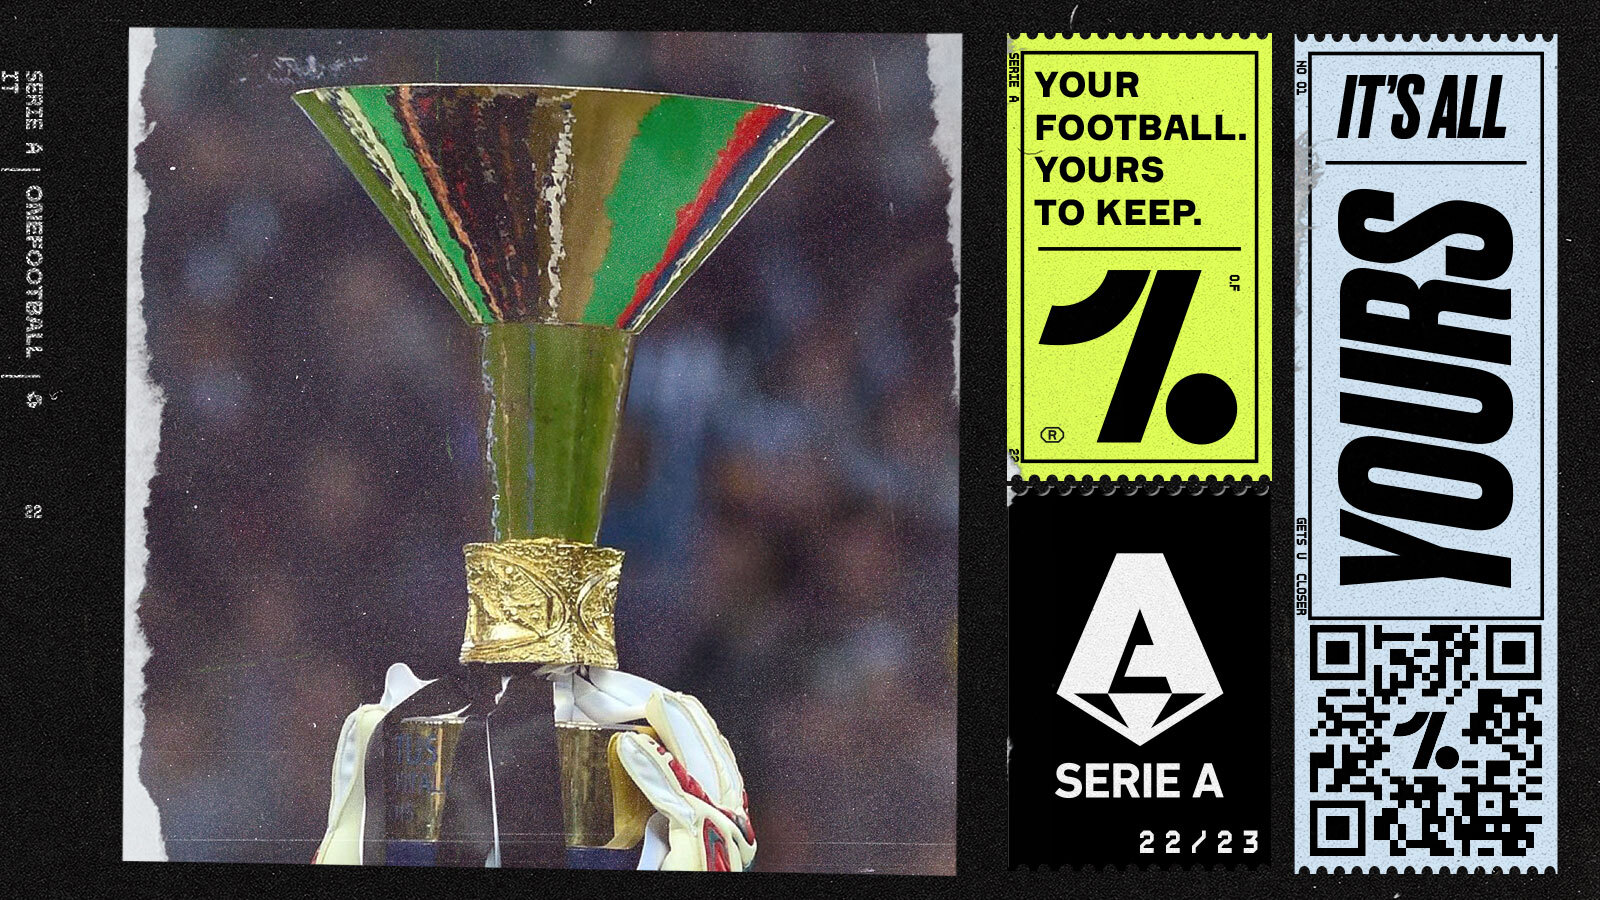 SERIE A | ONEFOOTBALL |
IT
22
SERIE A
YOUR
FOOTBALL.
YOURS
TO KEEP.
O.F
R
22
SERIE A
22/23
NO 01
IT'S ALL
YOURS
GETS U CLOSER